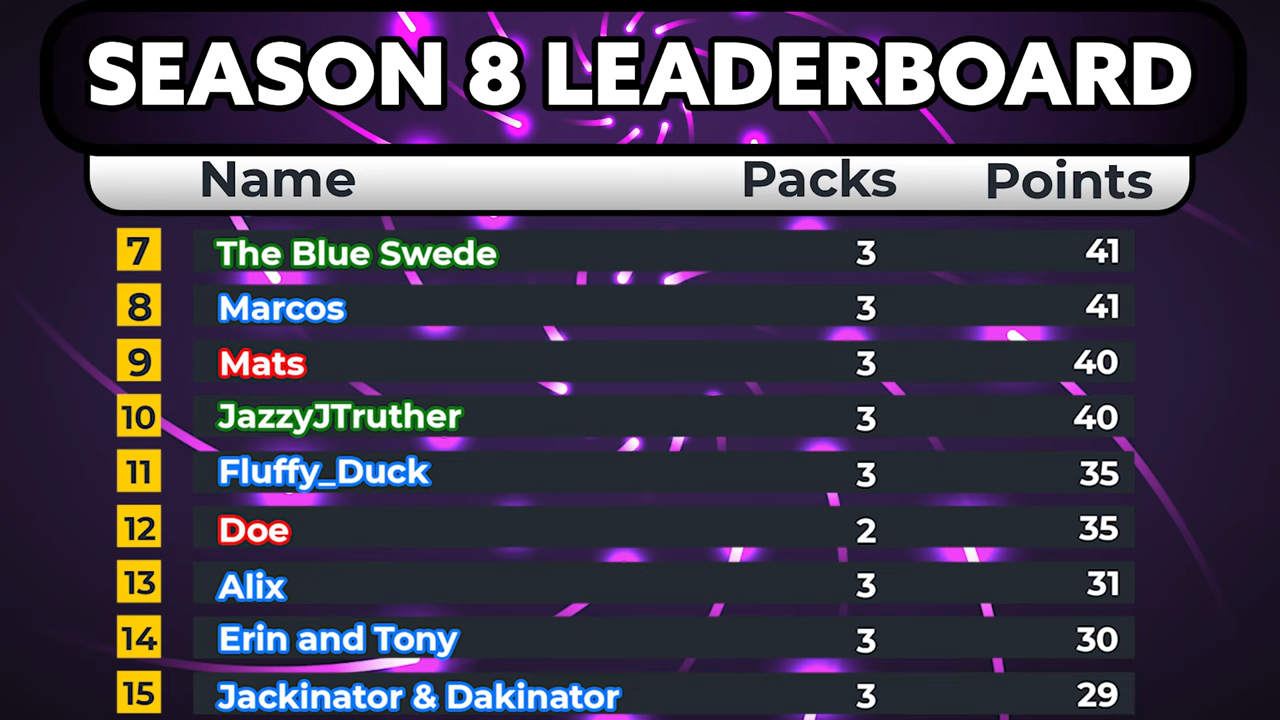 SEASON 8 LEADERBOARD
Name Packs Points
7 The Blue Swede 3 41
8 Marcos 3 41
9 Mats 3 40
10 JazzyJTruther 3 40
11 Fluffy_Duck 3 35
12 Doe 2 35
13 Alix 3 31
14 Erin and Tony 3 30
15 Jackinator & Dakinator 3 29